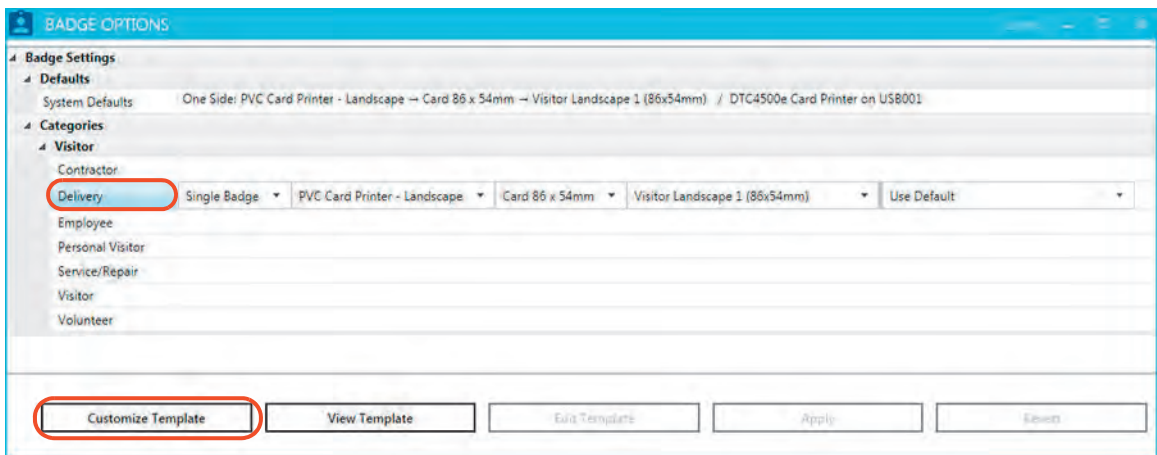 BADGE OPTIONS
Badge Settings
Defaults
System Defaults One Side: PVC Card Printer - Landscape → Card 86 x 54mm → Visitor Landscape 1 (86x54mm) / DTC4500e Card Printer on USB001
Categories
Visitor
Contractor
Delivery Single Badge PVC Card Printer - Landscape Card 86 x 54mm Visitor Landscape 1 (86x54mm) Use Default
Employee
Personal Visitor
Service/Repair
Visitor
Volunteer
Customize Template View Template Edit Template Apply Revert